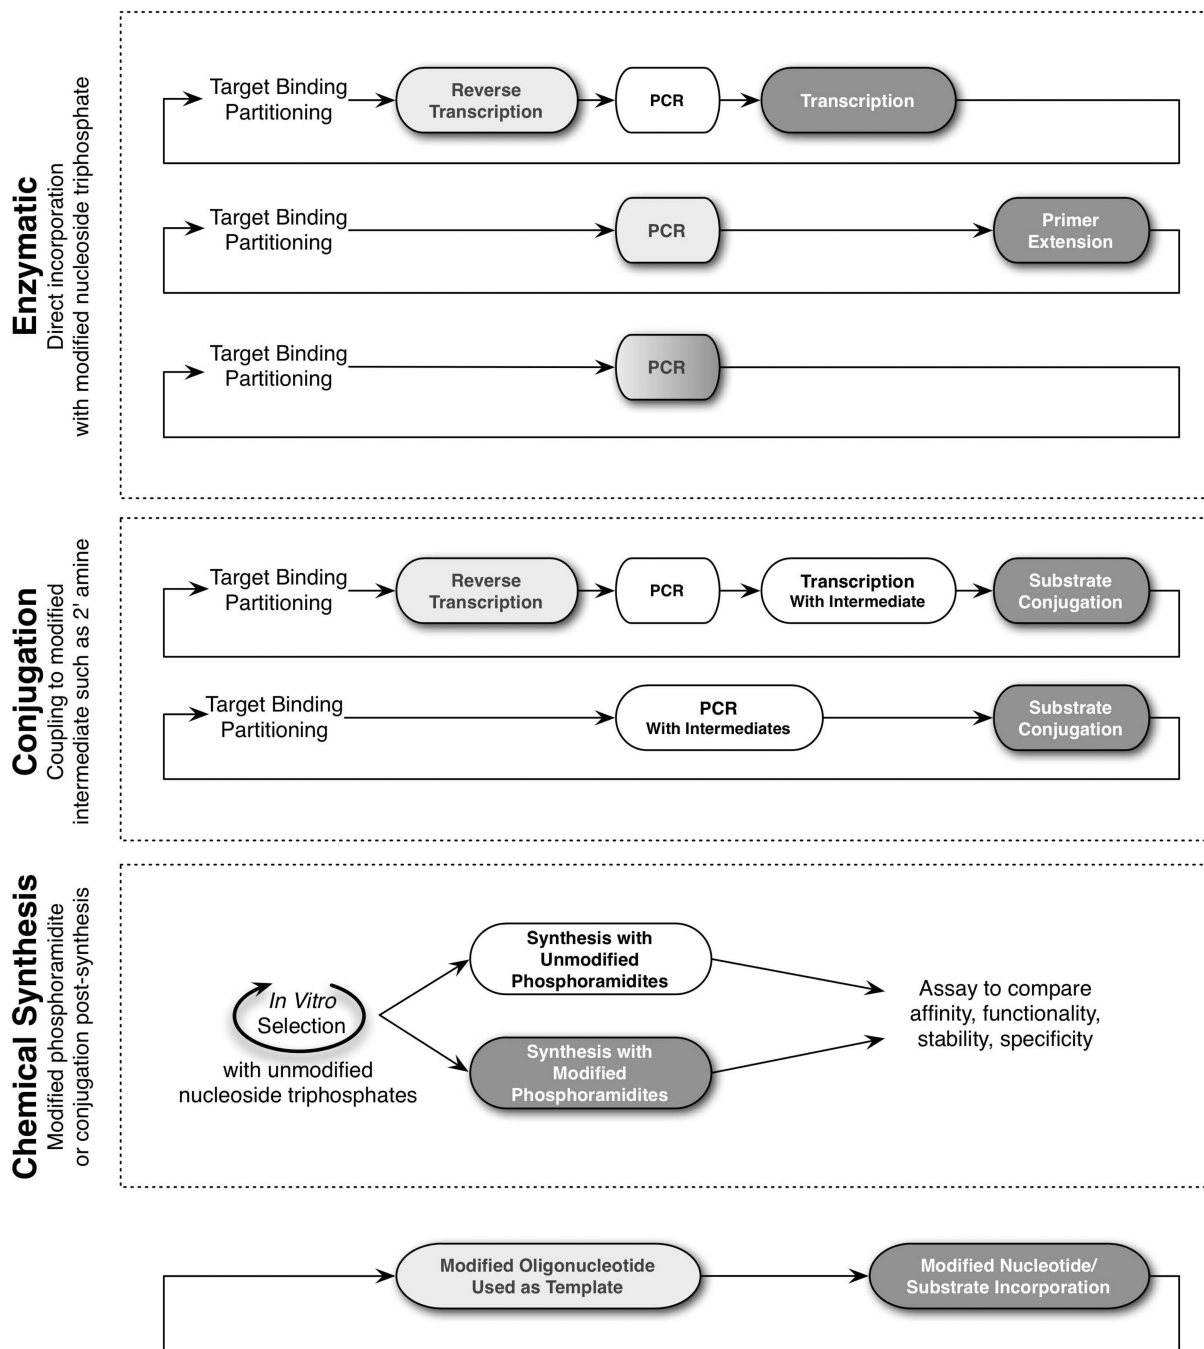 Enzymatic
Direct incorporation
with modified nucleoside triphosphate
Target Binding
Partitioning
Reverse
Transcription
PCR
Transcription
Target Binding
Partitioning
PCR
Primer
Extension
Target Binding
Partitioning
PCR
Conjugation
Coupling to modified
intermediate such as 2' amine
Target Binding
Partitioning
Reverse
Transcription
PCR
Transcription
With Intermediate
Substrate
Conjugation
Target Binding
Partitioning
PCR
With Intermediates
Substrate
Conjugation
Chemical Synthesis
Modified phosphoramidite
or conjugation post-synthesis
In Vitro
Selection
with unmodified
nucleoside triphosphates
Synthesis with
Unmodified
Phosphoramidites
Synthesis with
Modified
Phosphoramidites
Assay to compare
affinity, functionality,
stability, specificity
Modified Oligonucleotide
Used as Template
Modified Nucleotide/
Substrate Incorporation